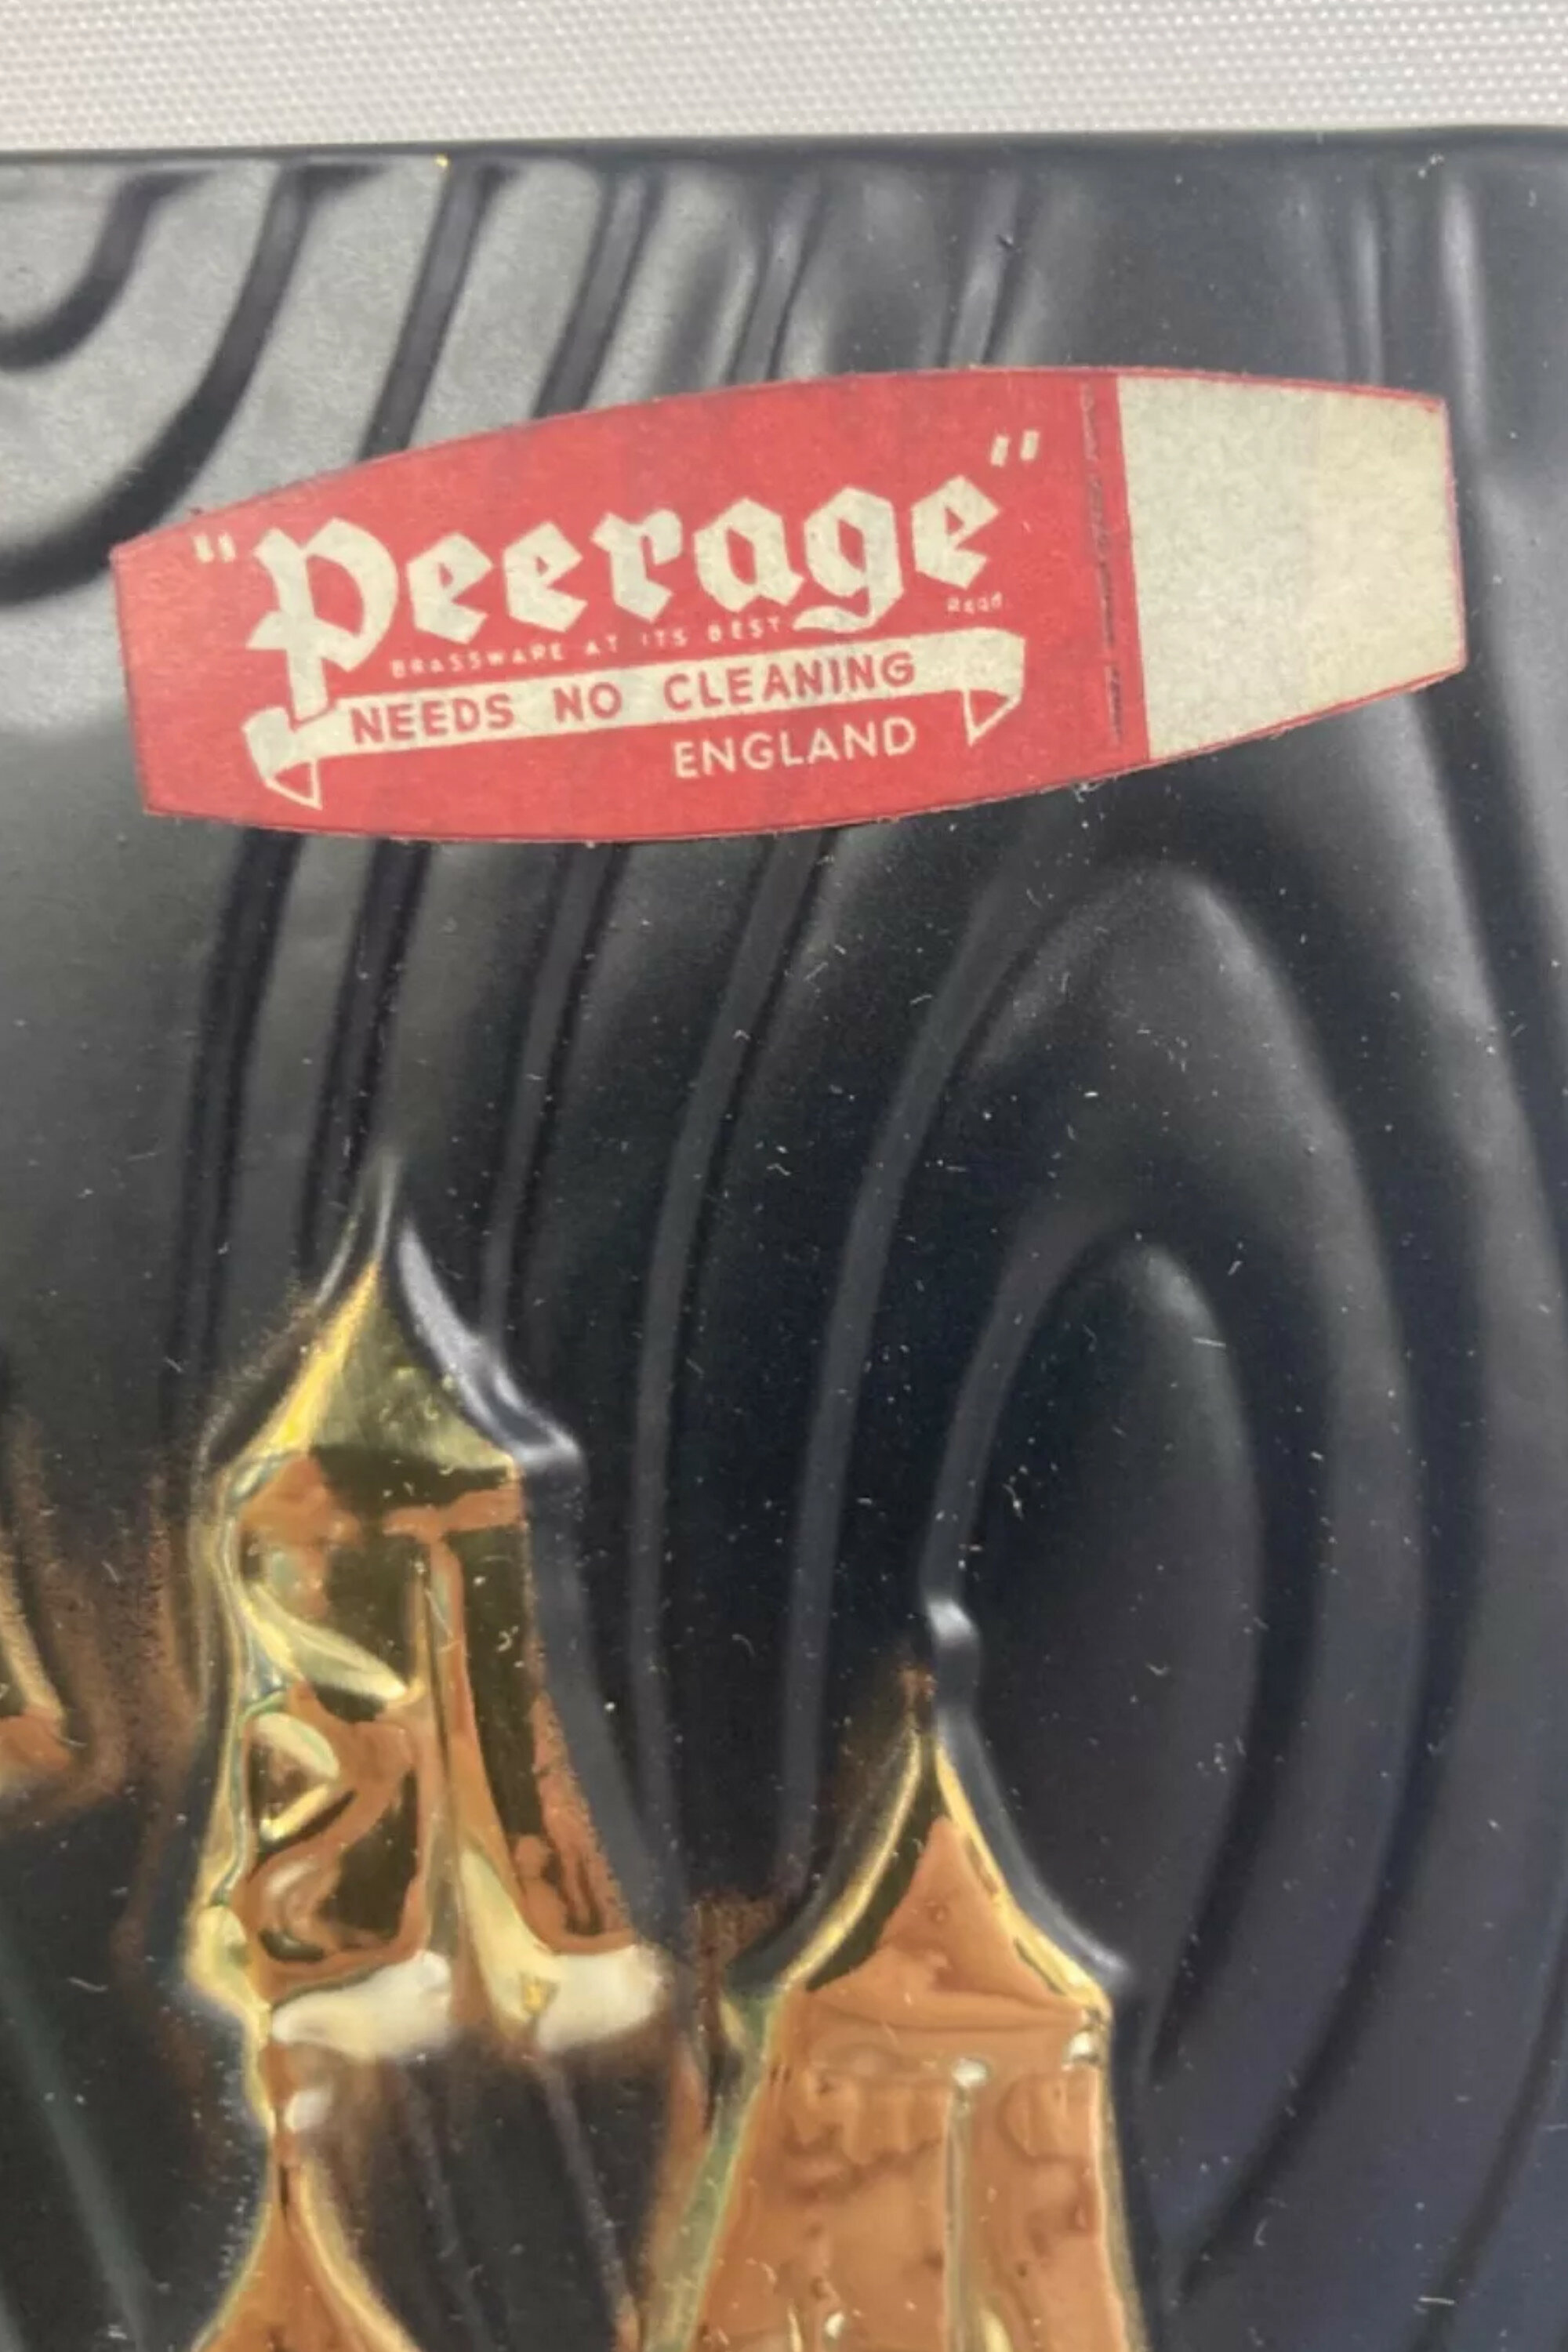 "Peerage"
Regd.
BRASSWARE AT ITS BEST
NEEDS NO CLEANING
ENGLAND